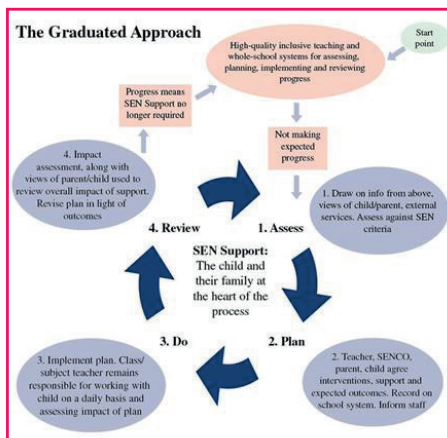 The Graduated Approach
Start
point
High-quality inclusive teaching and
whole-school systems for assessing,
planning, implementing and reviewing
progress
Progress means
SEN Support no
longer required
Not making
expected
progress
4. Impact
assessment, along with
views of parent/child used to
review overall impact of support.
Revise plan in light of
outcomes
1. Draw on info from above,
views of child/parent, external
services. Assess against SEN
criteria
4. Review
1. Assess
SEN Support:
The child and
their family at
the heart of the
process
3. Do
2. Plan
3. Implement plan. Class/
subject teacher remains
responsible for working with
child on a daily basis and
assessing impact of plan
2. Teacher, SENCO,
parent, child agree
interventions, support and
expected outcomes. Record on
school system. Inform staff